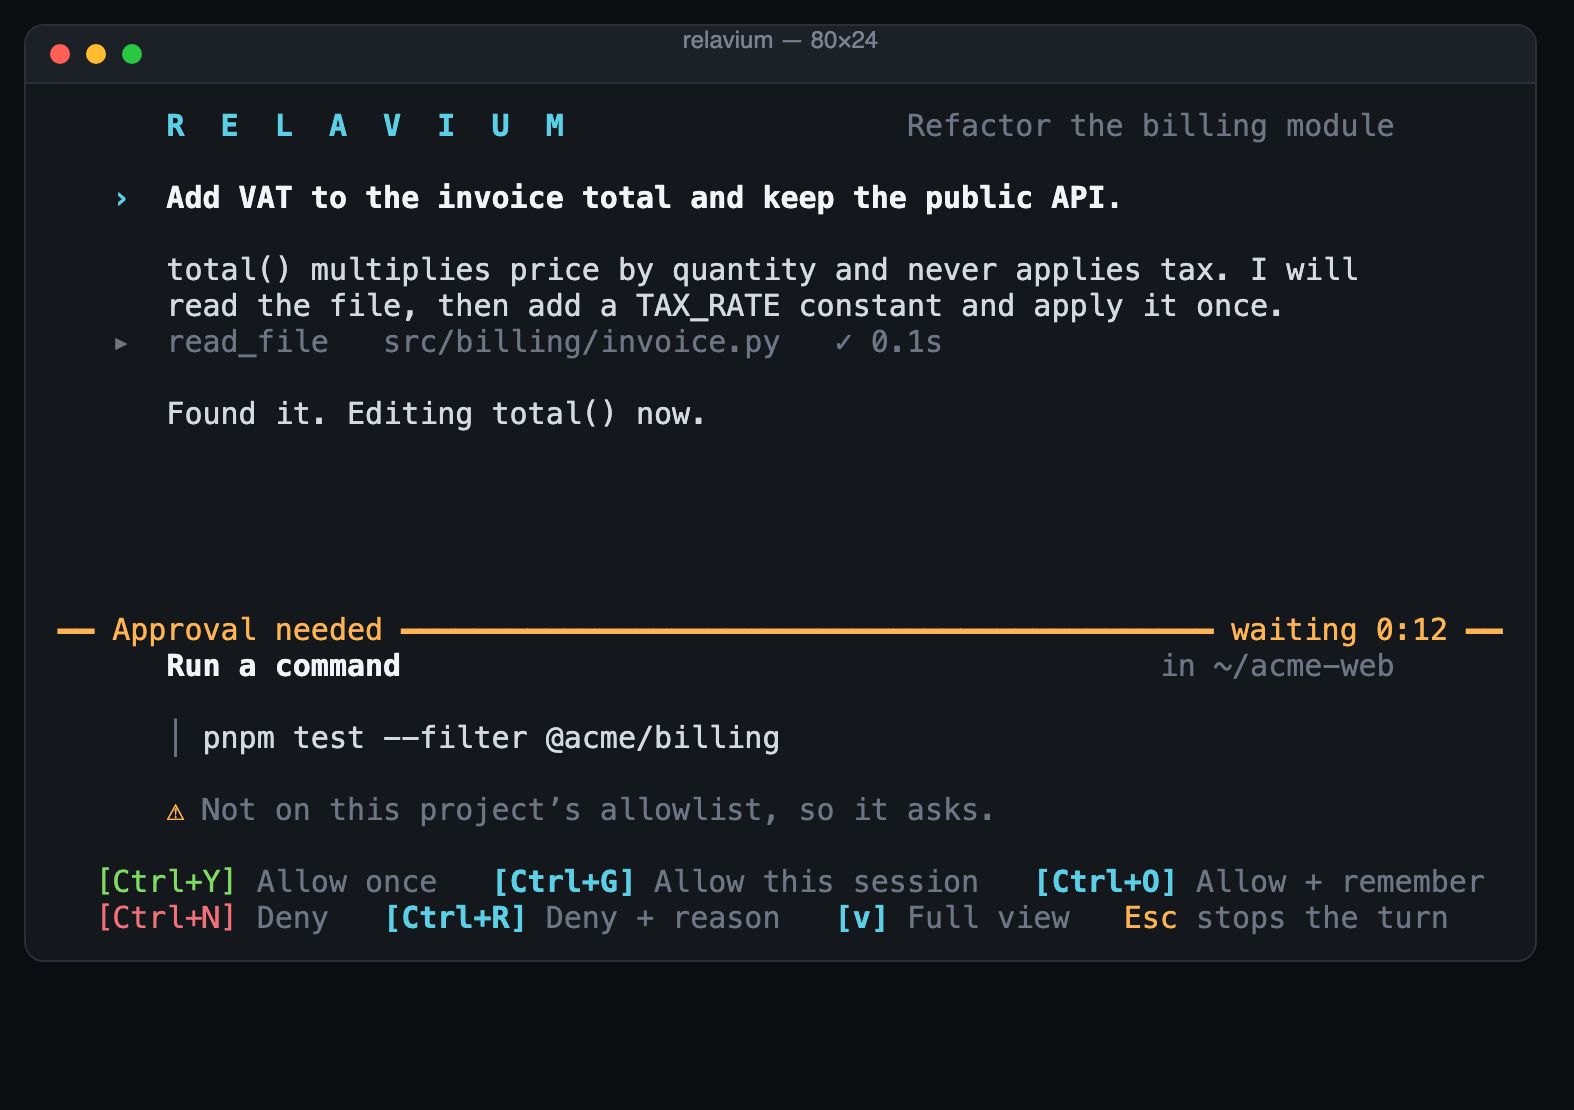 relavium — 80×24
R E L A V I U M Refactor the billing module
› Add VAT to the invoice total and keep the public API.
total() multiplies price by quantity and never applies tax. I will
read the file, then add a TAX_RATE constant and apply it once.
▸ read_file src/billing/invoice.py ✓ 0.1s
Found it. Editing total() now.
Approval needed waiting 0:12
Run a command in ~/acme-web
pnpm test --filter @acme/billing
⚠ Not on this project’s allowlist, so it asks.
[Ctrl+Y] Allow once [Ctrl+G] Allow this session [Ctrl+O] Allow + remember
[Ctrl+N] Deny [Ctrl+R] Deny + reason [v] Full view Esc stops the turn